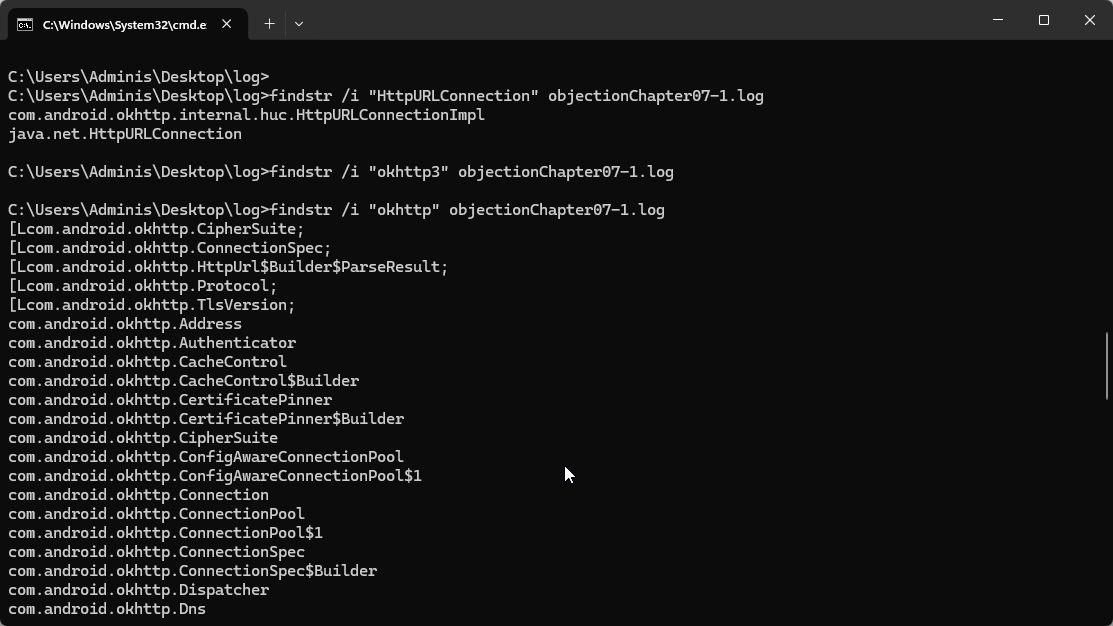 C:\Windows\System32\cmd.e
C:\Users\Adminis\Desktop\log>
C:\Users\Adminis\Desktop\log>findstr /i "HttpURLConnection" objectionChapter07-1.log
com.android.okhttp.internal.huc.HttpURLConnectionImpl
java.net.HttpURLConnection
C:\Users\Adminis\Desktop\log>findstr /i "okhttp3" objectionChapter07-1.log
C:\Users\Adminis\Desktop\log>findstr /i "okhttp" objectionChapter07-1.log
[Lcom.android.okhttp.CipherSuite;
[Lcom.android.okhttp.ConnectionSpec;
[Lcom.android.okhttp.HttpUrl$Builder$ParseResult;
[Lcom.android.okhttp.Protocol;
[Lcom.android.okhttp.TlsVersion;
com.android.okhttp.Address
com.android.okhttp.Authenticator
com.android.okhttp.CacheControl
com.android.okhttp.CacheControl$Builder
com.android.okhttp.CertificatePinner
com.android.okhttp.CertificatePinner$Builder
com.android.okhttp.CipherSuite
com.android.okhttp.ConfigAwareConnectionPool
com.android.okhttp.ConfigAwareConnectionPool$1
com.android.okhttp.Connection
com.android.okhttp.ConnectionPool
com.android.okhttp.ConnectionPool$1
com.android.okhttp.ConnectionSpec
com.android.okhttp.ConnectionSpec$Builder
com.android.okhttp.Dispatcher
com.android.okhttp.Dns